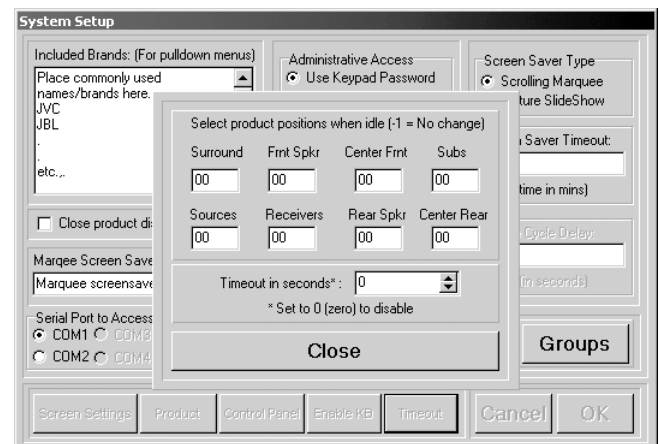 System Setup
Included Brands: (For pulldown menus)
Place commonly used
names/brands here.
JVC
JBL
.
.
etc.,.
Administrative Access
Use Keypad Password
Screen Saver Type
Scrolling Marquee
ture SlideShow
Select product positions when idle (-1 = No change)
Surround Frnt Spkr Center Frnt Subs
00 00 00 00
Sources Receivers Rear Spkr Center Rear
00 00 00 00
Timeout in seconds* : 0
* Set to 0 (zero) to disable
Close
Saver Timeout:
time in mins)
Cycle Delay:
(in seconds)
Close product di
Marqee Screen Save
Marquee screensave
Serial Port to Access
COM1 COM3
COM2 COM4
Groups
Screen Settings Product Control Panel Enable KB Timeout Cancel OK